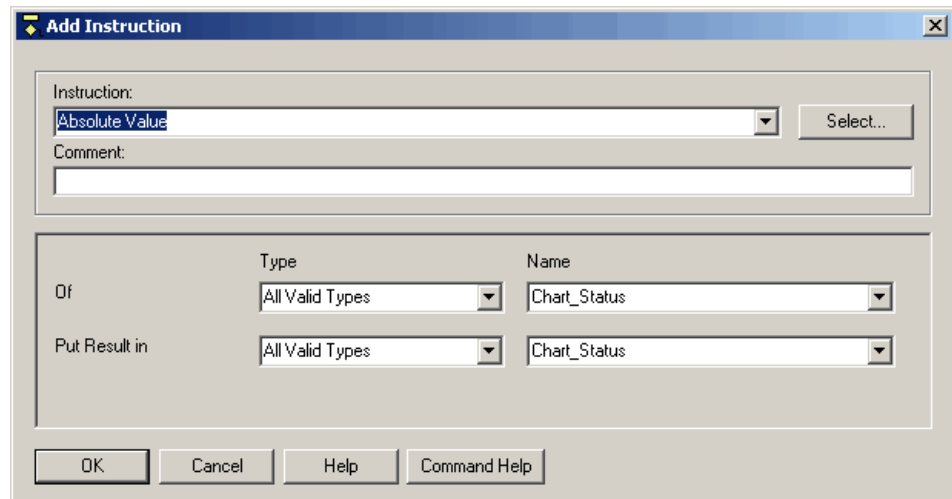 Add Instruction
Instruction:
Absolute Value
Select...
Comment:
Type Name
Of All Valid Types Chart_Status
Put Result in All Valid Types Chart_Status
OK Cancel Help Command Help